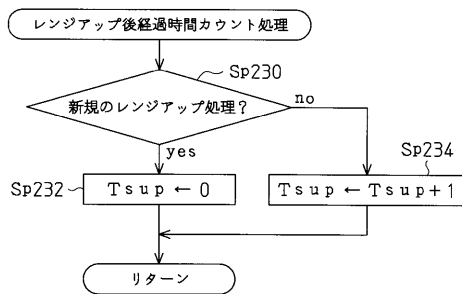 レンジアップ後経過時間カウント処理
Sp230
新規のレンジアップ処理?
no
yes
Sp234
Sp232
Tsup ← 0
Tsup ← Tsup+1
リターン